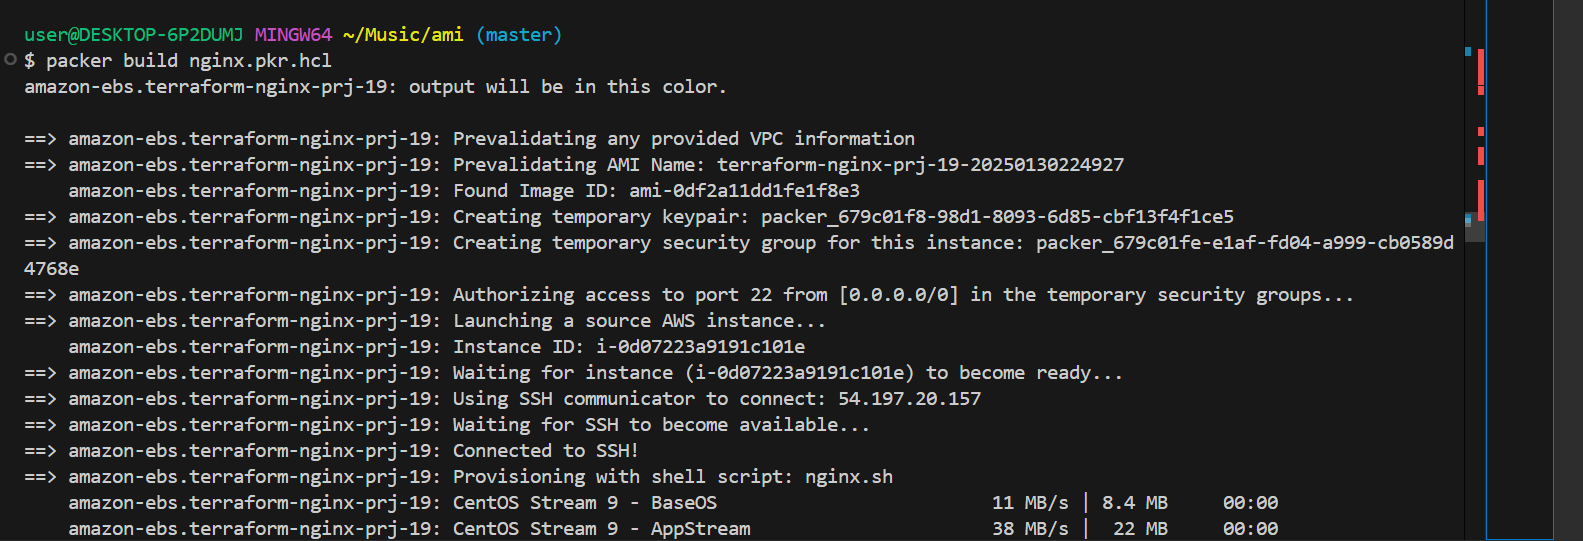 user@DESKTOP-6P2DUMJ MINGW64 ~/Music/ami (master)
$ packer build nginx.pkr.hcl
amazon-ebs.terraform-nginx-prj-19: output will be in this color.
==> amazon-ebs.terraform-nginx-prj-19: Prevalidating any provided VPC information
==> amazon-ebs.terraform-nginx-prj-19: Prevalidating AMI Name: terraform-nginx-prj-19-20250130224927
amazon-ebs.terraform-nginx-prj-19: Found Image ID: ami-0df2a11dd1fe1f8e3
==> amazon-ebs.terraform-nginx-prj-19: Creating temporary keypair: packer_679c01f8-98d1-8093-6d85-cbf13f4f1ce5
==> amazon-ebs.terraform-nginx-prj-19: Creating temporary security group for this instance: packer_679c01fe-e1af-fd04-a999-cb0589d
4768e
==> amazon-ebs.terraform-nginx-prj-19: Authorizing access to port 22 from [0.0.0.0/0] in the temporary security groups...
==> amazon-ebs.terraform-nginx-prj-19: Launching a source AWS instance...
amazon-ebs.terraform-nginx-prj-19: Instance ID: i-0d07223a9191c101e
==> amazon-ebs.terraform-nginx-prj-19: Waiting for instance (i-0d07223a9191c101e) to become ready...
==> amazon-ebs.terraform-nginx-prj-19: Using SSH communicator to connect: 54.197.20.157
==> amazon-ebs.terraform-nginx-prj-19: Waiting for SSH to become available...
==> amazon-ebs.terraform-nginx-prj-19: Connected to SSH!
==> amazon-ebs.terraform-nginx-prj-19: Provisioning with shell script: nginx.sh
amazon-ebs.terraform-nginx-prj-19: CentOS Stream 9 - BaseOS 11 MB/s | 8.4 MB 00:00
amazon-ebs.terraform-nginx-prj-19: CentOS Stream 9 - AppStream 38 MB/s | 22 MB 00:00